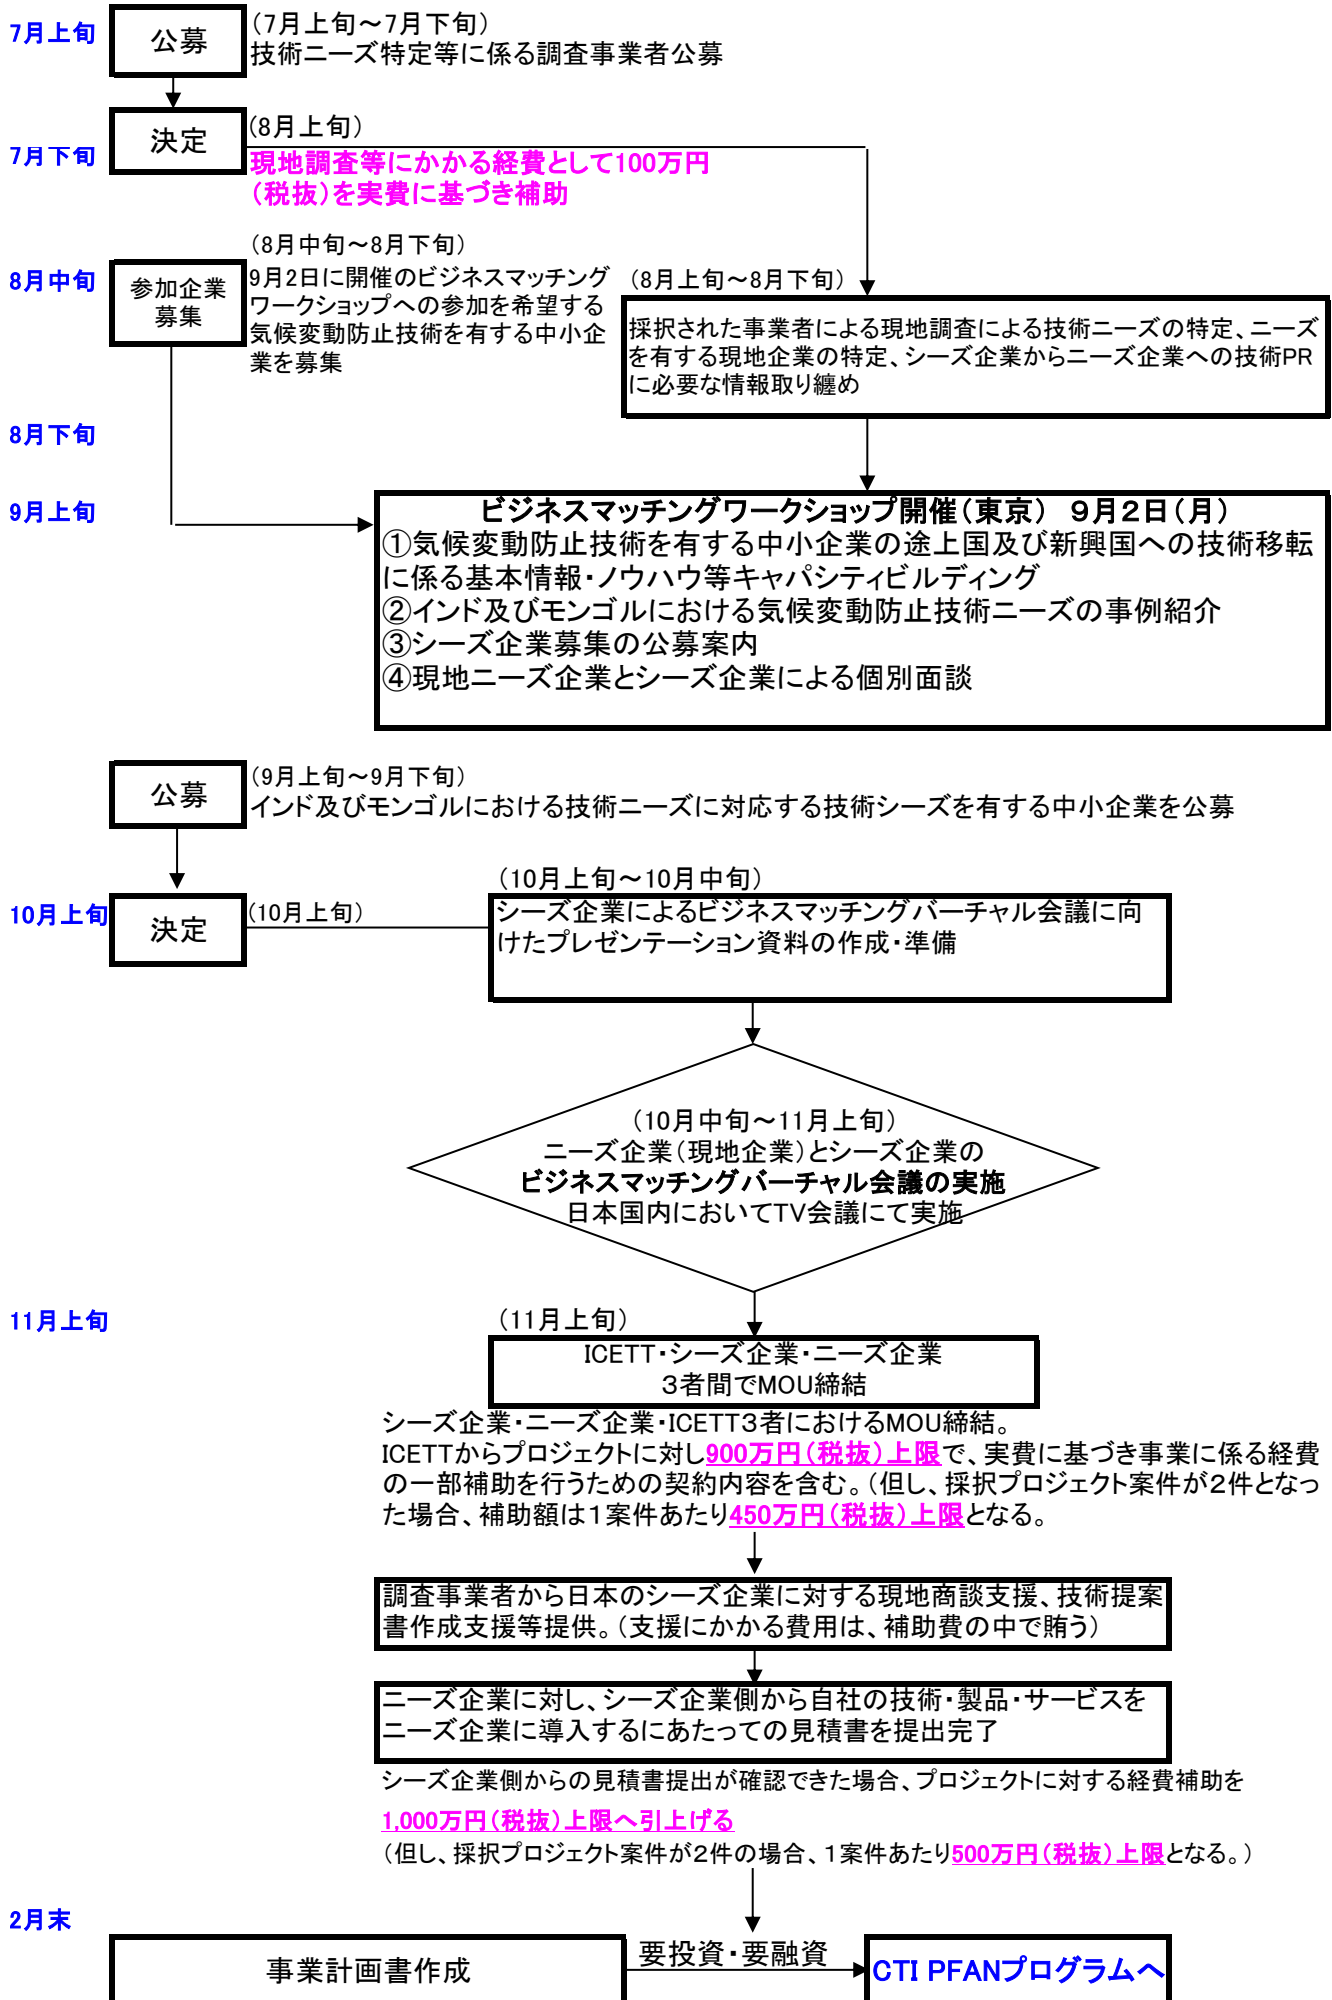 7月上旬
公募
（7月上旬～7月下旬）
技術ニーズ特定等に係る調査事業者公募
7月下旬
決定
（8月上旬）
現地調査等にかかる経費として100万円
（税抜）を実費に基づき補助
8月中旬
参加企業
募集
（8月中旬～8月下旬）
9月2日に開催のビジネスマッチング
ワークショップへの参加を希望する
気候変動防止技術を有する中小企
業を募集
（8月上旬～8月下旬）
採択された事業者による現地調査による技術ニーズの特定、ニーズ
を有する現地企業の特定、シーズ企業からニーズ企業への技術PR
に必要な情報取り纏め
8月下旬
9月上旬
ビジネスマッチングワークショップ開催（東京）　９月２日（月）
①気候変動防止技術を有する中小企業の途上国及び新興国への技術移転
に係る基本情報・ノウハウ等キャパシティビルディング
②インド及びモンゴルにおける気候変動防止技術ニーズの事例紹介
③シーズ企業募集の公募案内
④現地ニーズ企業とシーズ企業による個別面談
公募
（9月上旬～9月下旬）
インド及びモンゴルにおける技術ニーズに対応する技術シーズを有する中小企業を公募
10月上旬
決定
（10月上旬）
（10月上旬～10月中旬）
シーズ企業によるビジネスマッチングバーチャル会議に向
けたプレゼンテーション資料の作成・準備
（10月中旬～11月上旬）
ニーズ企業（現地企業）とシーズ企業の
ビジネスマッチングバーチャル会議の実施
日本国内においてTV会議にて実施
11月上旬
（11月上旬）
ICETT・シーズ企業・ニーズ企業
３者間でMOU締結
シーズ企業・ニーズ企業・ICETT３者におけるMOU締結。
ICETTからプロジェクトに対し900万円（税抜）上限で、実費に基づき事業に係る経費
の一部補助を行うための契約内容を含む。（但し、採択プロジェクト案件が２件となっ
た場合、補助額は１案件あたり450万円（税抜）上限となる。
調査事業者から日本のシーズ企業に対する現地商談支援、技術提案
書作成支援等提供。（支援にかかる費用は、補助費の中で賄う）
ニーズ企業に対し、シーズ企業側から自社の技術・製品・サービスを
ニーズ企業に導入するにあたっての見積書を提出完了
シーズ企業側からの見積書提出が確認できた場合、プロジェクトに対する経費補助を
1,000万円（税抜）上限へ引上げる
（但し、採択プロジェクト案件が２件の場合、１案件あたり500万円（税抜）上限となる。）
2月末
事業計画書作成
要投資・要融資
CTI PFANプログラムへ